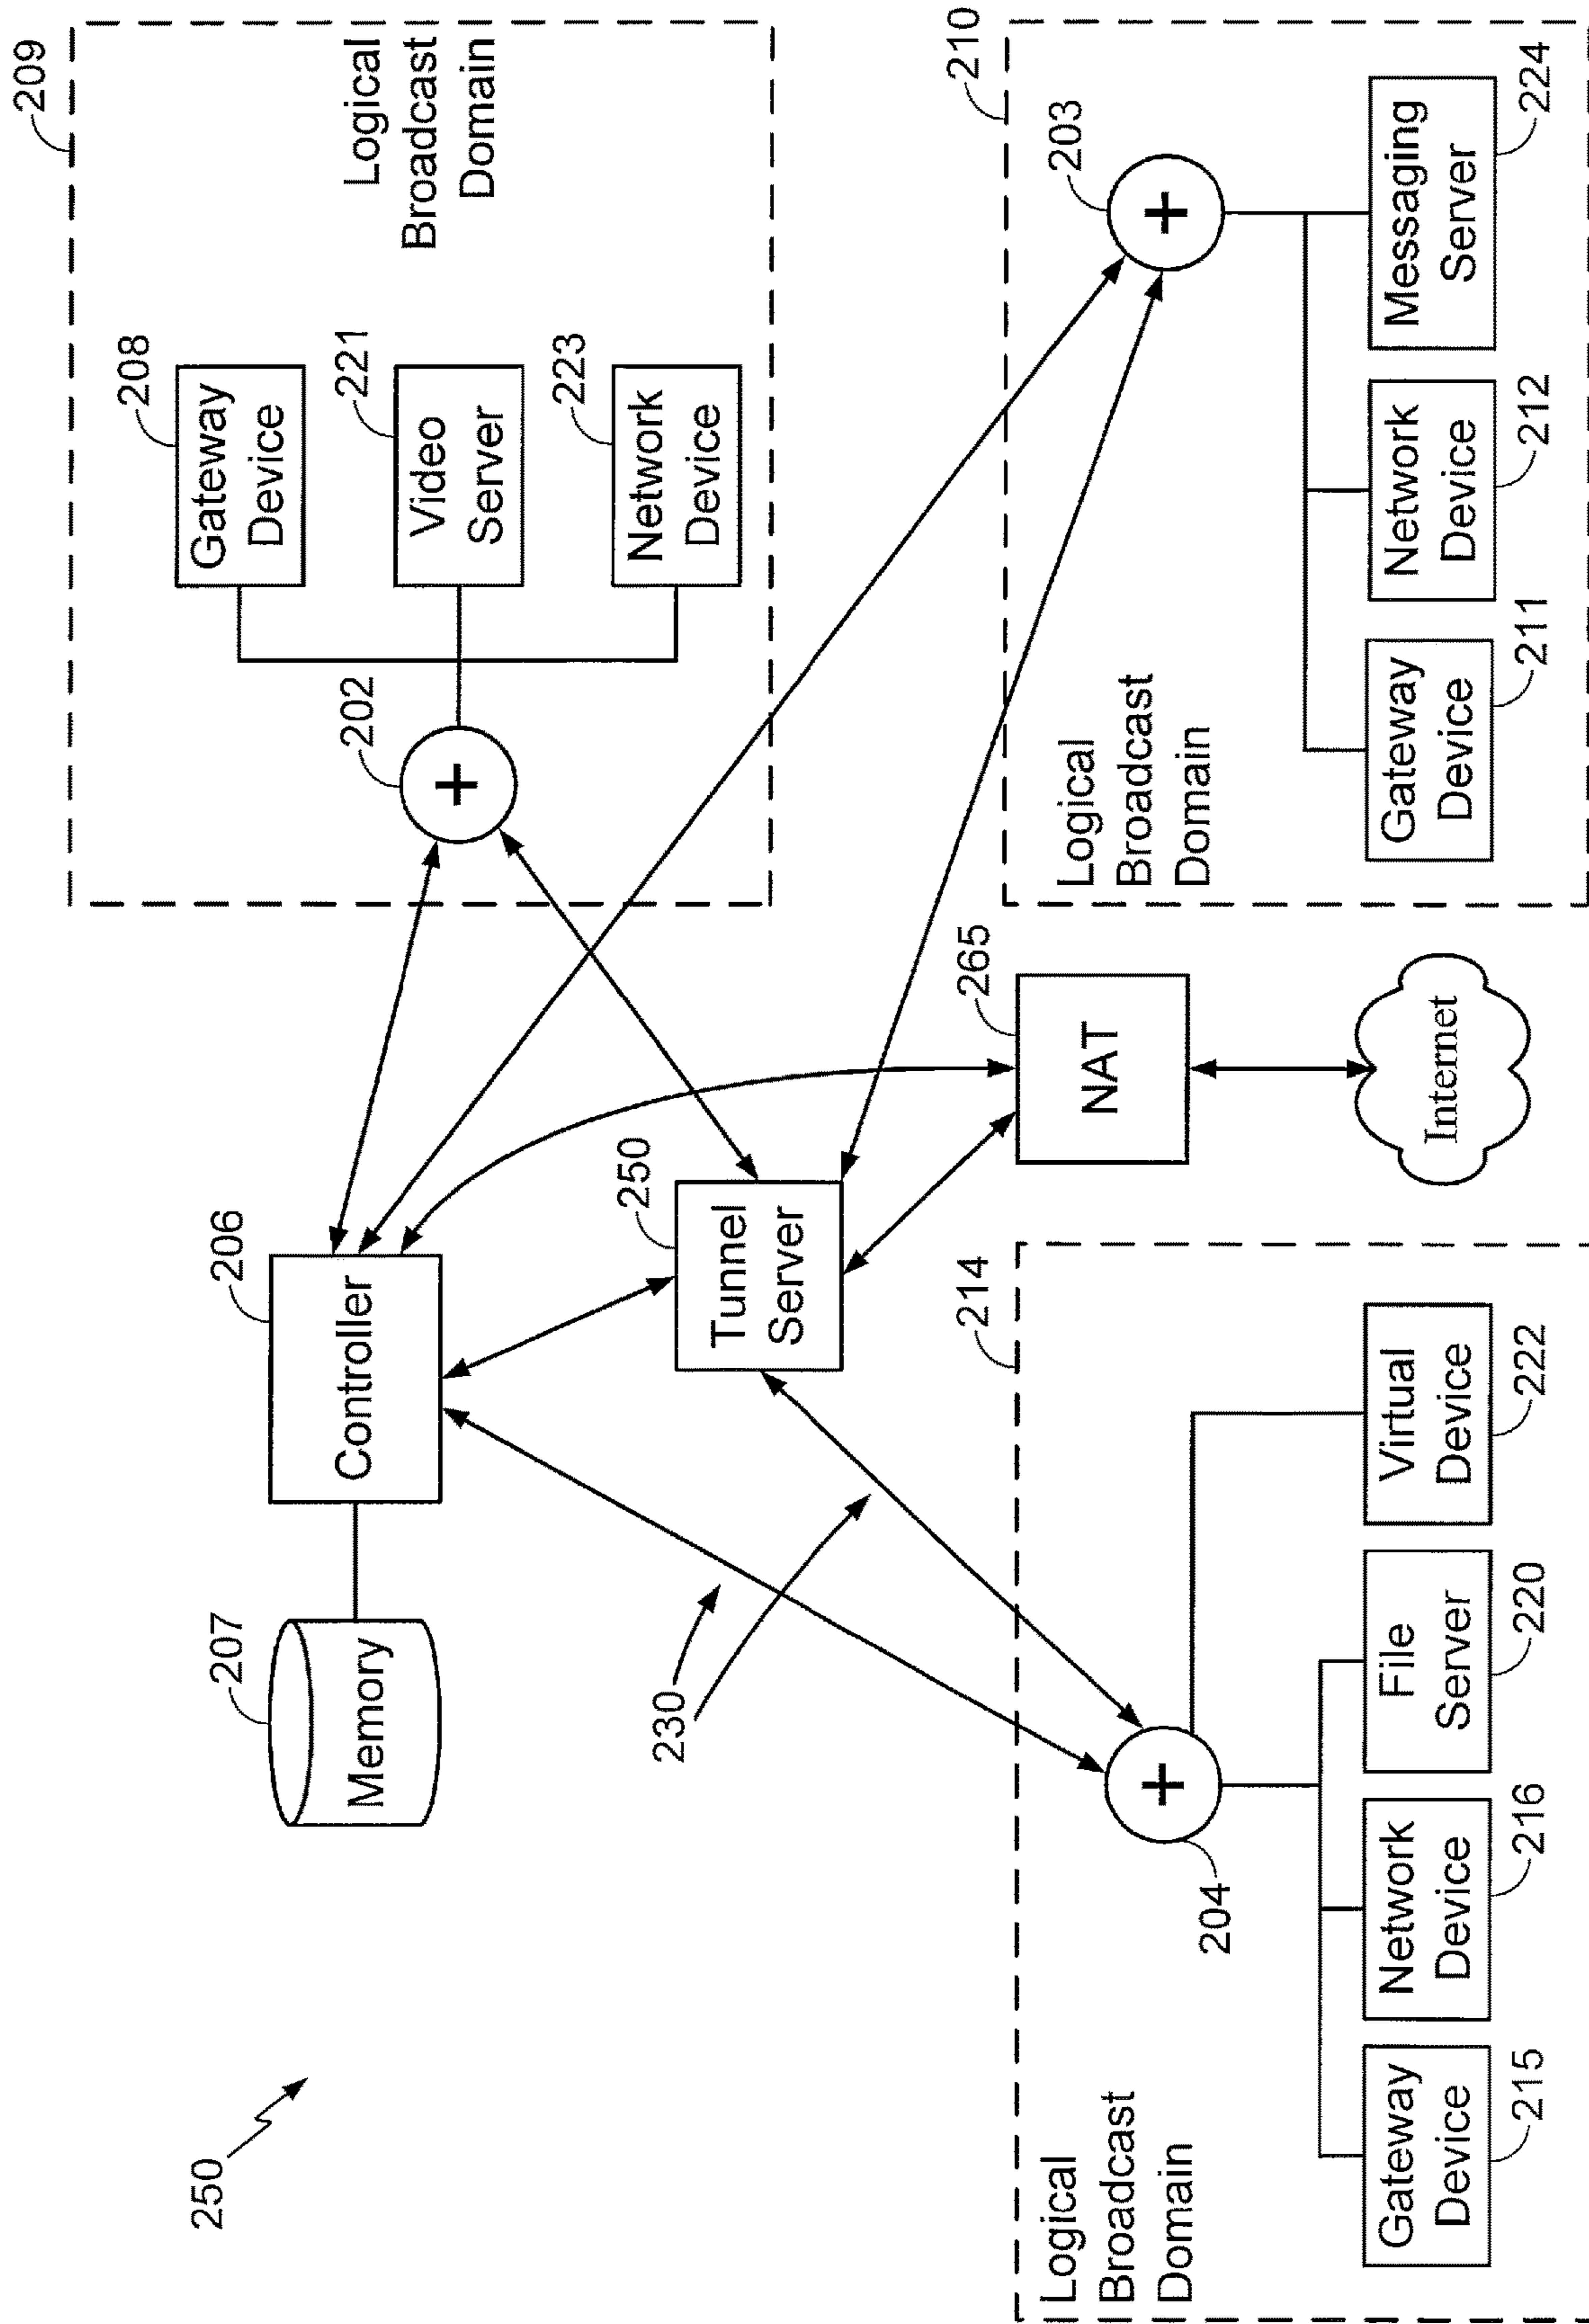 250
207
Memory
206
Controller
209
208
Gateway
Device
221
Video
Server
223
Network
Device
202
Logical
Broadcast
Domain
230
250
Tunnel
Server
265
NAT
Internet
214
Logical
Broadcast
Domain
204
Gateway
Device
215
Network
Device
216
File
Server
220
Virtual
Device
222
210
Logical
Broadcast
Domain
203
Gateway
Device
211
Network
Device
212
Messaging
Server
224